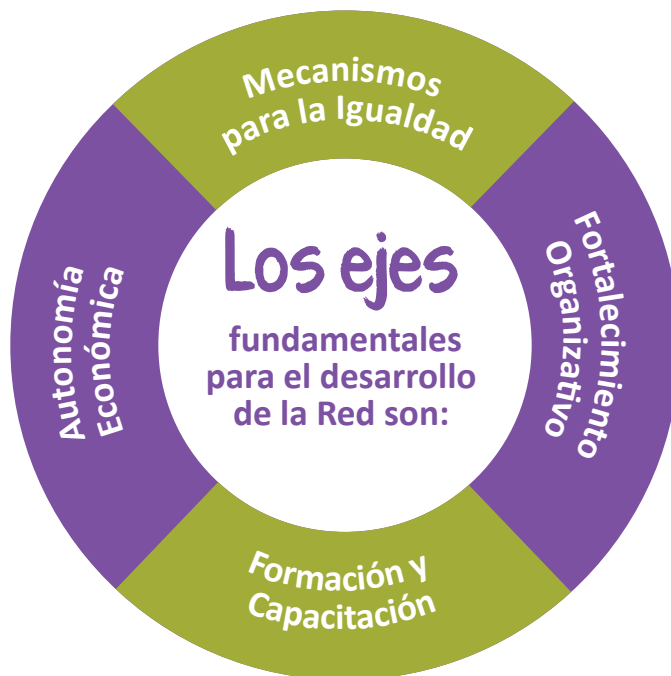 Mecanismos
para la Igualdad
Fortalecimiento
Organizativo
Formación y
Capacitación
Autonomía
Económica
Los ejes
fundamentales
para el desarrollo
de la Red son: